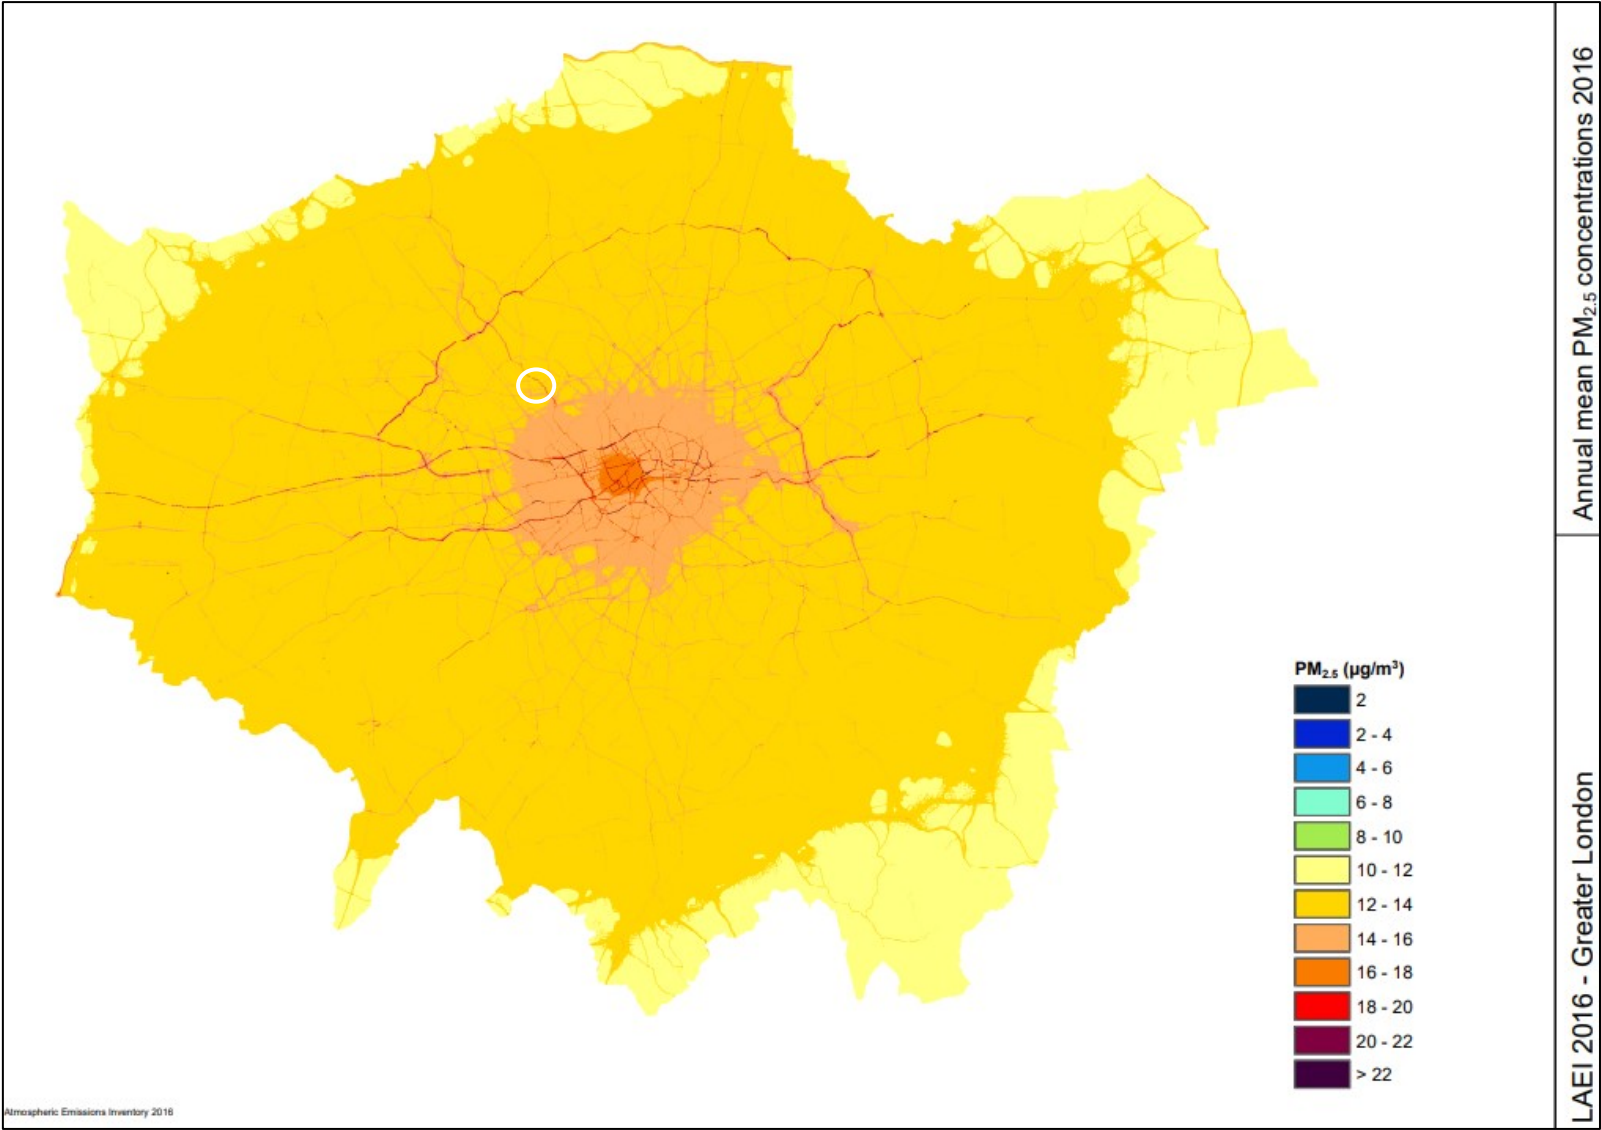 Annual mean PM2.5 concentrations 2016
LAEI 2016 - Greater London
PM2.5 (µg/m³)
2
2 - 4
4 - 6
6 - 8
8 - 10
10 - 12
12 - 14
14 - 16
16 - 18
18 - 20
20 - 22
> 22
Atmospheric Emissions Inventory 2016